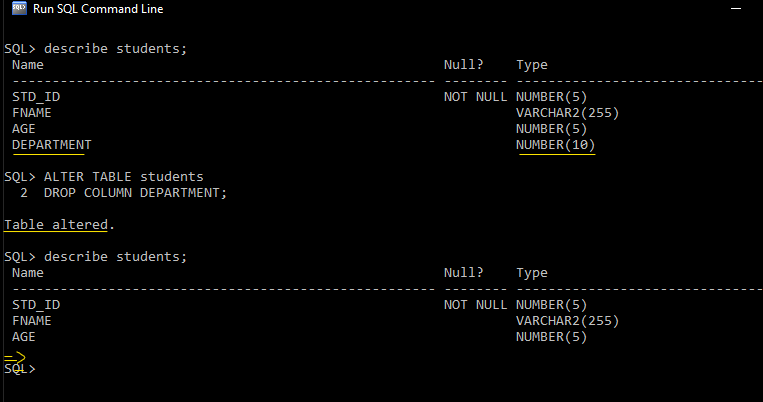 Run SQL Command Line
SQL> describe students;
Name Null? Type
----------------------------------------------------- -------- -------------------------------
STD_ID NOT NULL NUMBER(5)
FNAME VARCHAR2(255)
AGE NUMBER(5)
DEPARTMENT NUMBER(10)
SQL> ALTER TABLE students
2 DROP COLUMN DEPARTMENT;
Table altered.
SQL> describe students;
Name Null? Type
----------------------------------------------------- -------- -------------------------------
STD_ID NOT NULL NUMBER(5)
FNAME VARCHAR2(255)
AGE NUMBER(5)
=>
SQL>